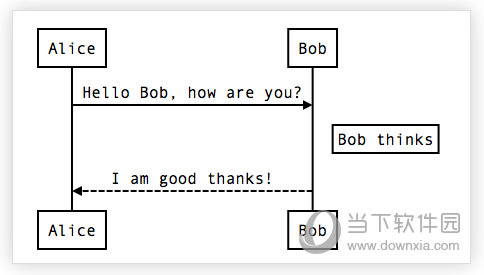 Alice
Bob
Hello Bob, how are you?
Bob thinks
I am good thanks!
Alice
Bob
当下软件园
www.downxia.com